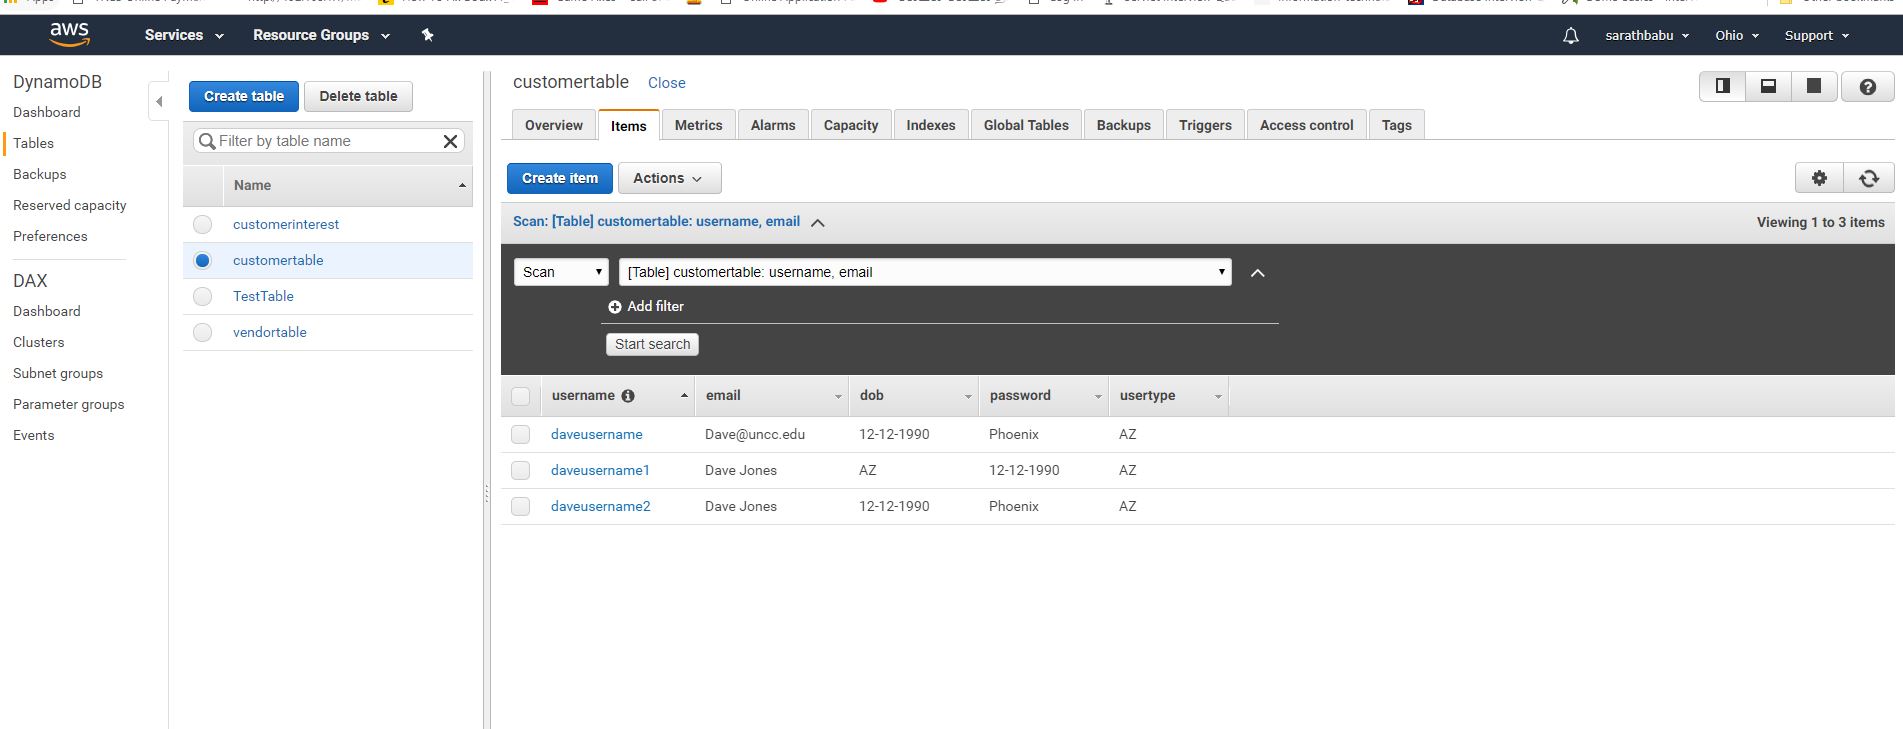 aws Services Resource Groups sarathbabu Ohio Support
DynamoDB
Dashboard
Tables
Backups
Reserved capacity
Preferences
DAX
Dashboard
Clusters
Subnet groups
Parameter groups
Events
Create table Delete table
Filter by table name
Name
customerinterest
customertable
TestTable
vendortable
customertable Close
Overview Items Metrics Alarms Capacity Indexes Global Tables Backups Triggers Access control Tags
Create item Actions
Scan: [Table] customertable: username, email Viewing 1 to 3 items
Scan [Table] customertable: username, email
Add filter
Start search
username email dob password usertype
daveusername Dave@uncc.edu 12-12-1990 Phoenix AZ
daveusername1 Dave Jones AZ 12-12-1990 AZ
daveusername2 Dave Jones 12-12-1990 Phoenix AZ